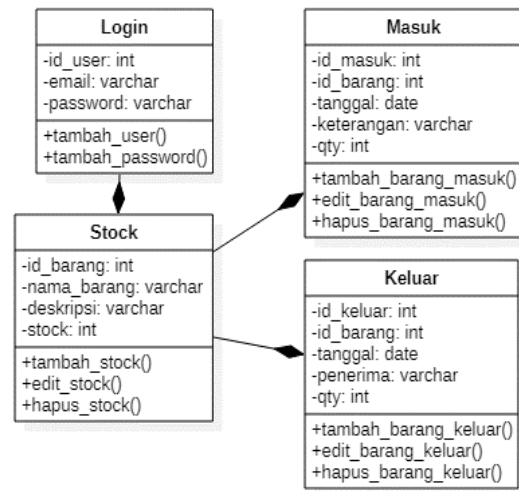 Login
-id_user: int
-email: varchar
-password: varchar
+tambah_user()
+tambah_password()
Masuk
-id_masuk: int
-id_barang: int
-tanggal: date
-keterangan: varchar
-qty: int
+tambah_barang_masuk()
+edit_barang_masuk()
+hapus_barang_masuk()
Stock
-id_barang: int
-nama_barang: varchar
-deskripsi: varchar
-stock: int
+tambah_stock()
+edit_stock()
+hapus_stock()
Keluar
-id_keluar: int
-id_barang: int
-tanggal: date
-penerima: varchar
-qty: int
+tambah_barang_keluar()
+edit_barang_keluar()
+hapus_barang_keluar()